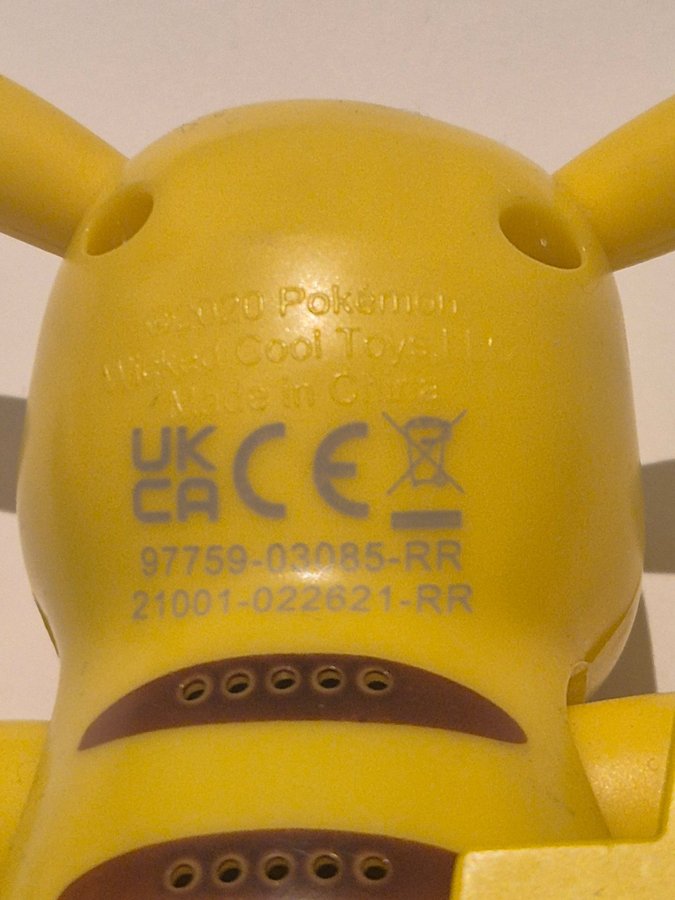 ©2020 Pokémon
Wicked Cool Toys, LLC
Made in China
UK
CA CE
97759-03085-RR
21001-022621-RR